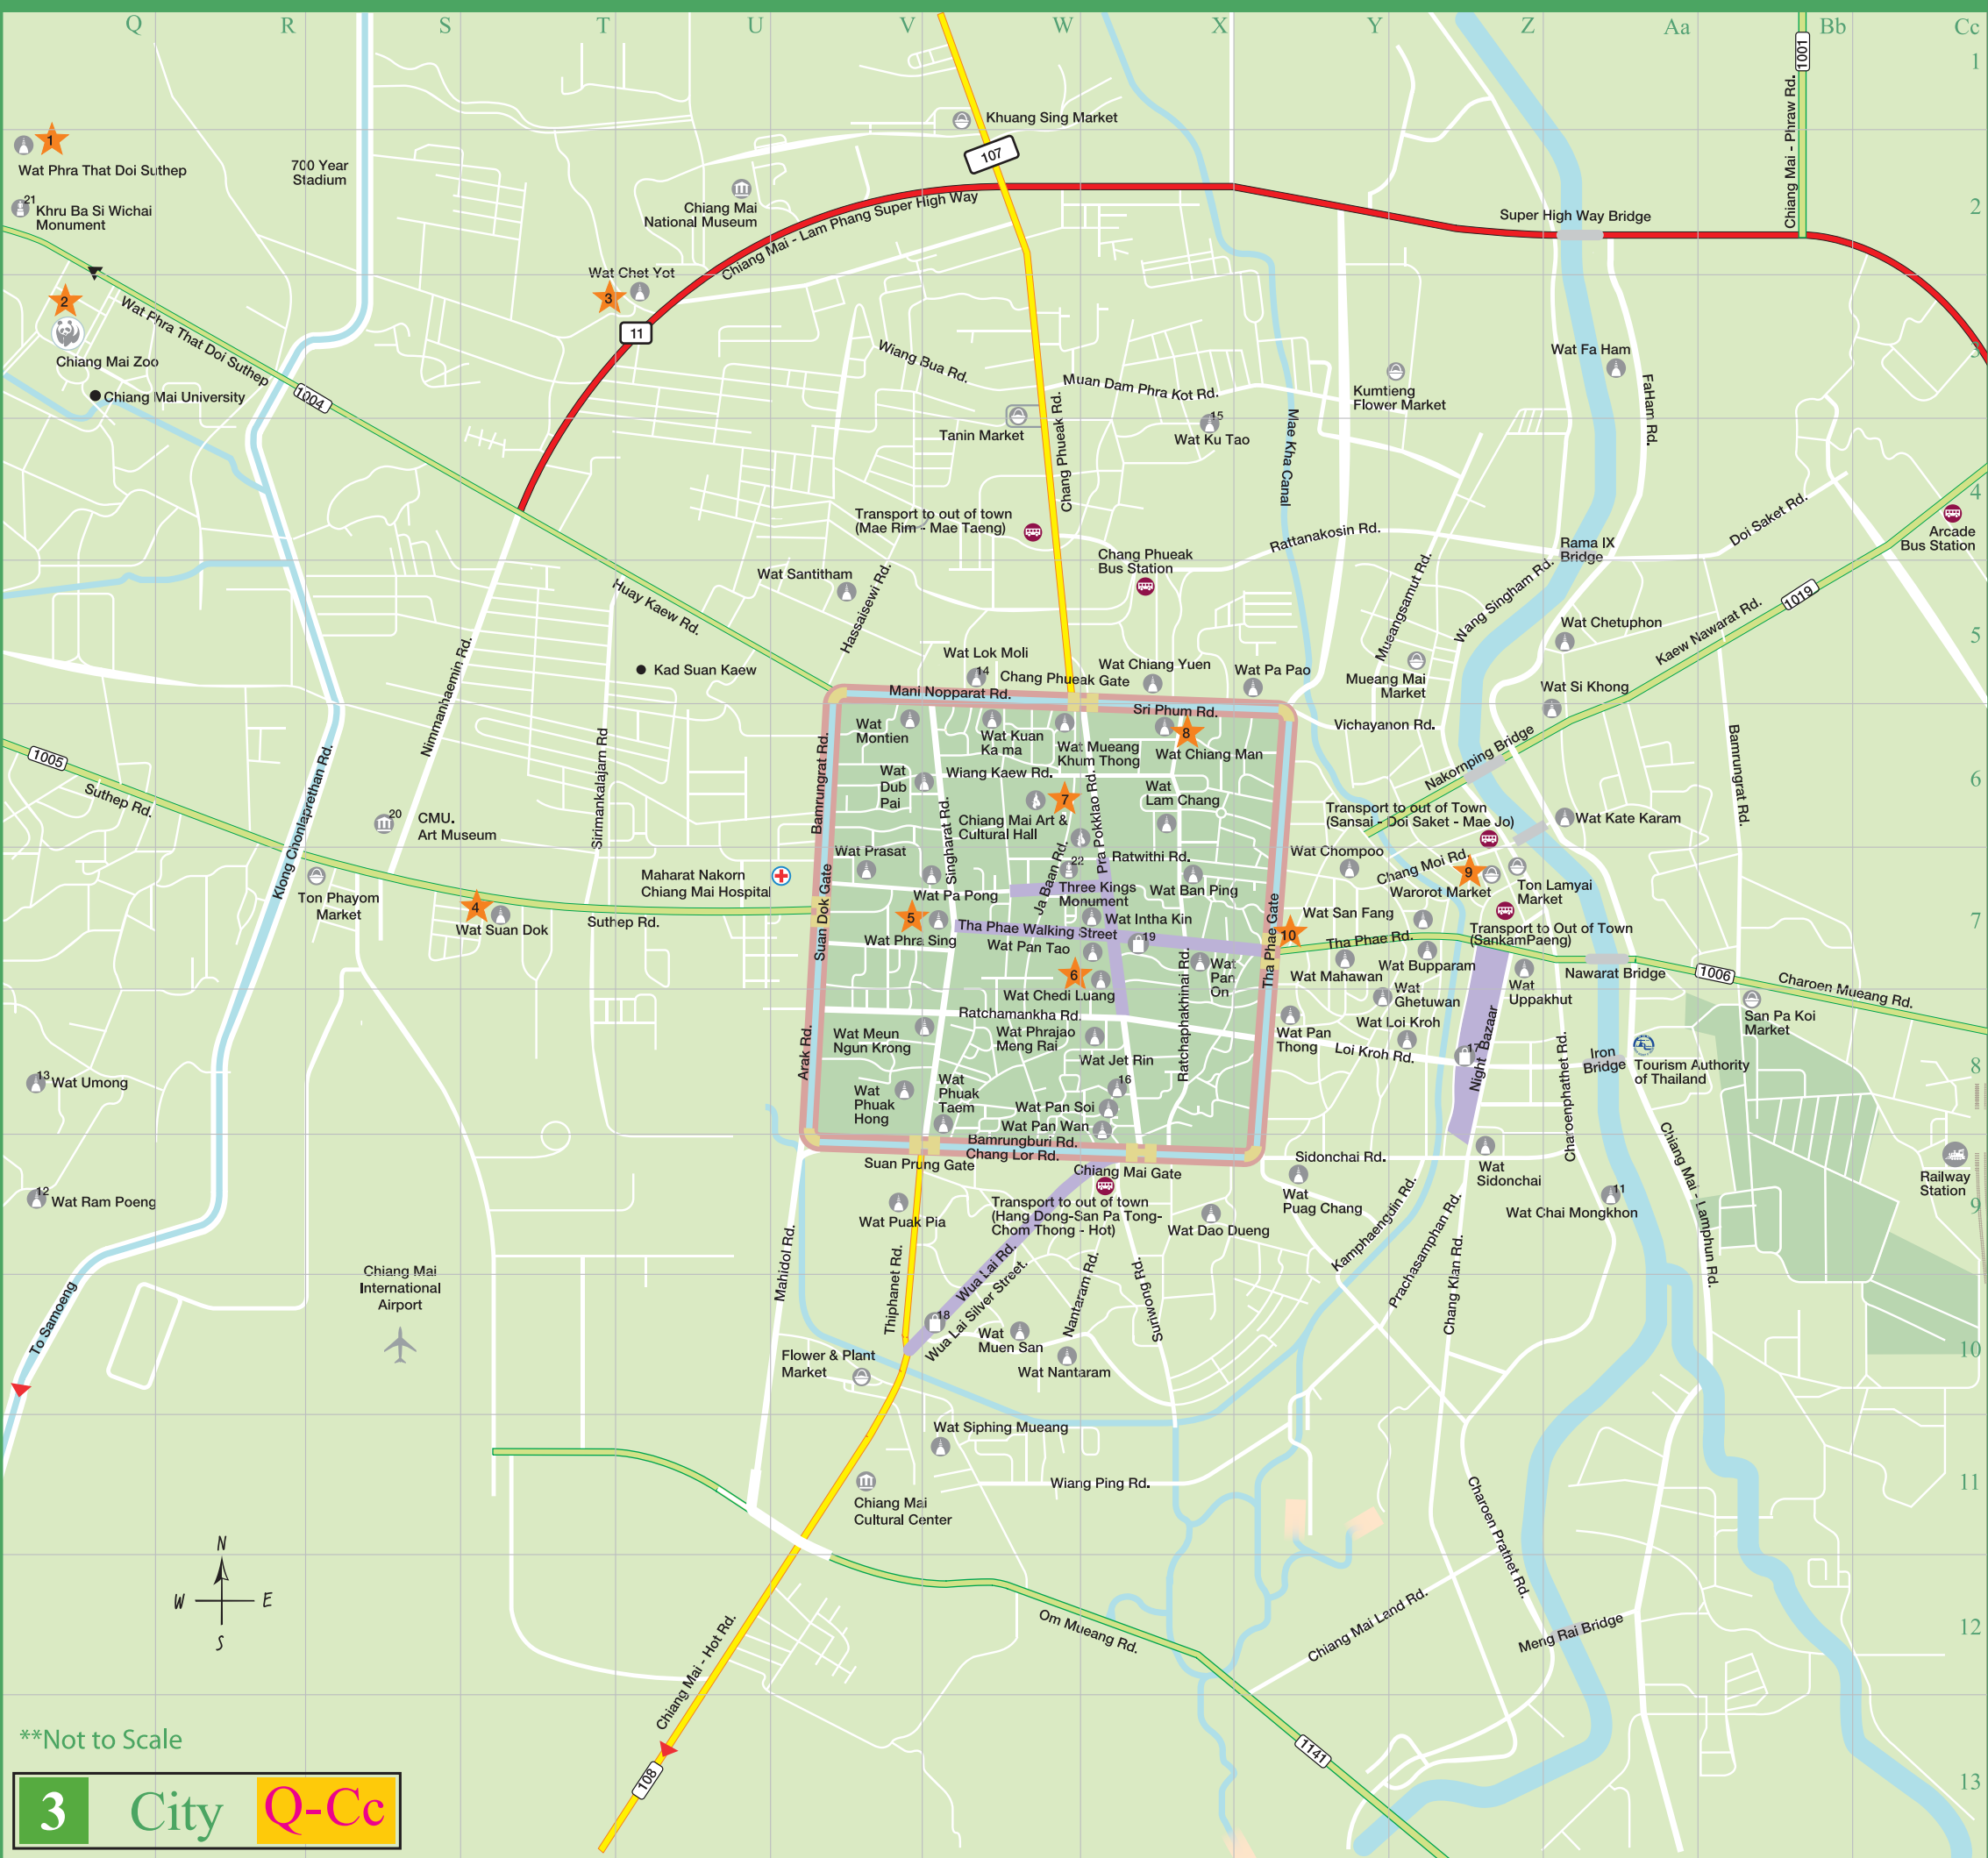 Q R S T U V W X Y Z Aa Bb Cc
1
2
3
4
5
6
7
8
9
10
11
12
13
1001
Chiang Mai - Phraw Rd.
Khuang Sing Market
107
1
Wat Phra That Doi Suthep
700 Year
Stadium
21
Khru Ba Si Wichai
Monument
Chiang Mai
National Museum
Chiang Mai - Lam Phang Super High Way
Super High Way Bridge
2
Chiang Mai Zoo
Wat Phra That Doi Suthep
Chiang Mai University
1004
Wat Chet Yot
3
11
Wiang Bua Rd.
Muan Dam Phra Kot Rd.
Kumtieng
Flower Market
Wat Fa Ham
FaHam Rd.
Tanin Market
Chang Phueak Rd.
15
Wat Ku Tao
Mae Kha Canal
Transport to out of town
(Mae Rim - Mae Taeng)
Chang Phueak
Bus Station
Rattanakosin Rd.
Rama IX
Bridge
Doi Saket Rd.
Arcade
Bus Station
Wat Santitham
Hassaisewi Rd.
Huay Kaew Rd.
Mueangsamut Rd.
Wang Singham Rd.
1019
Kaew Nawarat Rd.
Wat Chetuphon
Nimmanhaemin Rd.
Kad Suan Kaew
Wat Lok Moli
14
Chang Phueak Gate
Wat Chiang Yuen
Wat Pa Pao
Mueang Mai
Market
Wat Si Khong
Mani Nopparat Rd.
Sri Phum Rd.
Vichayanon Rd.
Nakornping Bridge
Bamrungrat Rd.
1005
Suthep Rd.
Klong Chonlaprethan Rd.
Sirimankalajarn Rd
Bamrungrat Rd.
Wat
Montien
Wat Kuan
Ka ma
Wat Mueang
Khum Thong
8
Wat Chiang Man
Wat
Dub
Pai
Wiang Kaew Rd.
7
Chiang Mai Art &
Cultural Hall
Pra Pokklao Rd.
Wat
Lam Chang
Transport to out of Town
(Sansai - Doi Saket - Mae Jo)
Wat Kate Karam
20
CMU.
Art Museum
Singharat Rd.
Wat Prasat
Ja Baan Rd.
22
Ratwithi Rd.
Wat Chompoo
Chang Moi Rd.
9
Warorot Market
Ton Lamyai
Market
Ton Phayom
Market
Maharat Nakorn
Chiang Mai Hospital
Suan Dok Gate
Wat Pa Pong
Three Kings
Monument
Wat Ban Ping
4
Wat Suan Dok
Suthep Rd.
5
Wat Phra Sing
Tha Phae Walking Street
Wat Intha Kin
19
Wat Pan Tao
Tha Phae Gate
10
Wat San Fang
Tha Phae Rd.
Transport to Out of Town
(SankamPaeng)
6
Wat Chedi Luang
Ratchaphakhinai Rd.
Wat
Pan
On
Wat Mahawan
Wat Bupparam
Wat
Uppakhut
Nawarat Bridge
1006
Charoen Mueang Rd.
Ratchamankha Rd.
Wat
Ghetuwan
San Pa Koi
Market
Arak Rd.
Wat Meun
Ngun Krong
Wat Phrajao
Meng Rai
Wat Jet Rin
Wat Pan
Thong
Wat Loi Kroh
Loi Kroh Rd.
17
Night Bazaar
Charoenphathet Rd.
Iron
Bridge
Tourism Authority
of Thailand
13
Wat Umong
Wat
Phuak
Hong
Wat
Phuak
Taem
16
Wat Pan Soi
Wat Pan Wan
Bamrungburi Rd.
Chang Lor Rd.
Suan Prung Gate
Chiang Mai Gate
Sidonchai Rd.
Wat
Sidonchai
Chiang Mai - Lamphun Rd.
Railway
Station
12
Wat Ram Poeng
Wat Puak Pia
Transport to out of town
(Hang Dong-San Pa Tong-
Chom Thong - Hot)
Wat Dao Dueng
Wat
Puag Chang
Kamphaengdin Rd.
Prachasamphan Rd.
Chang Klan Rd.
11
Wat Chai Mongkhon
Chiang Mai
International
Airport
To Samoeng
Mahidol Rd.
Thiphanet Rd.
Wua Lai Rd.
Wua Lai Silver Street.
18
Nantaram Rd.
Suriwong Rd.
Wat
Muen San
Wat Nantaram
Flower & Plant
Market
Wat Siphing Mueang
Wiang Ping Rd.
Chiang Mai
Cultural Center
Charoen Prathet Rd.
N
W E
S
Om Mueang Rd.
Chiang Mai Land Rd.
Meng Rai Bridge
Chiang Mai - Hot Rd.
108
1141
**Not to Scale
3 City Q-Cc